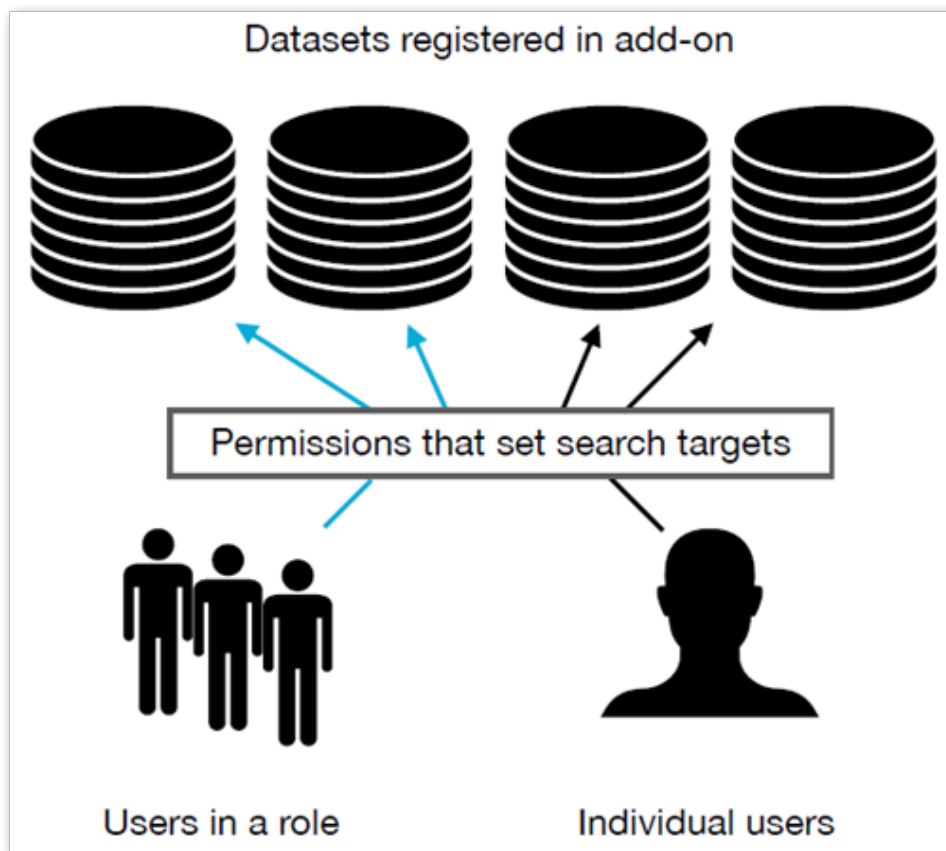 Datasets registered in add-on
Permissions that set search targets
Users in a role
Individual users